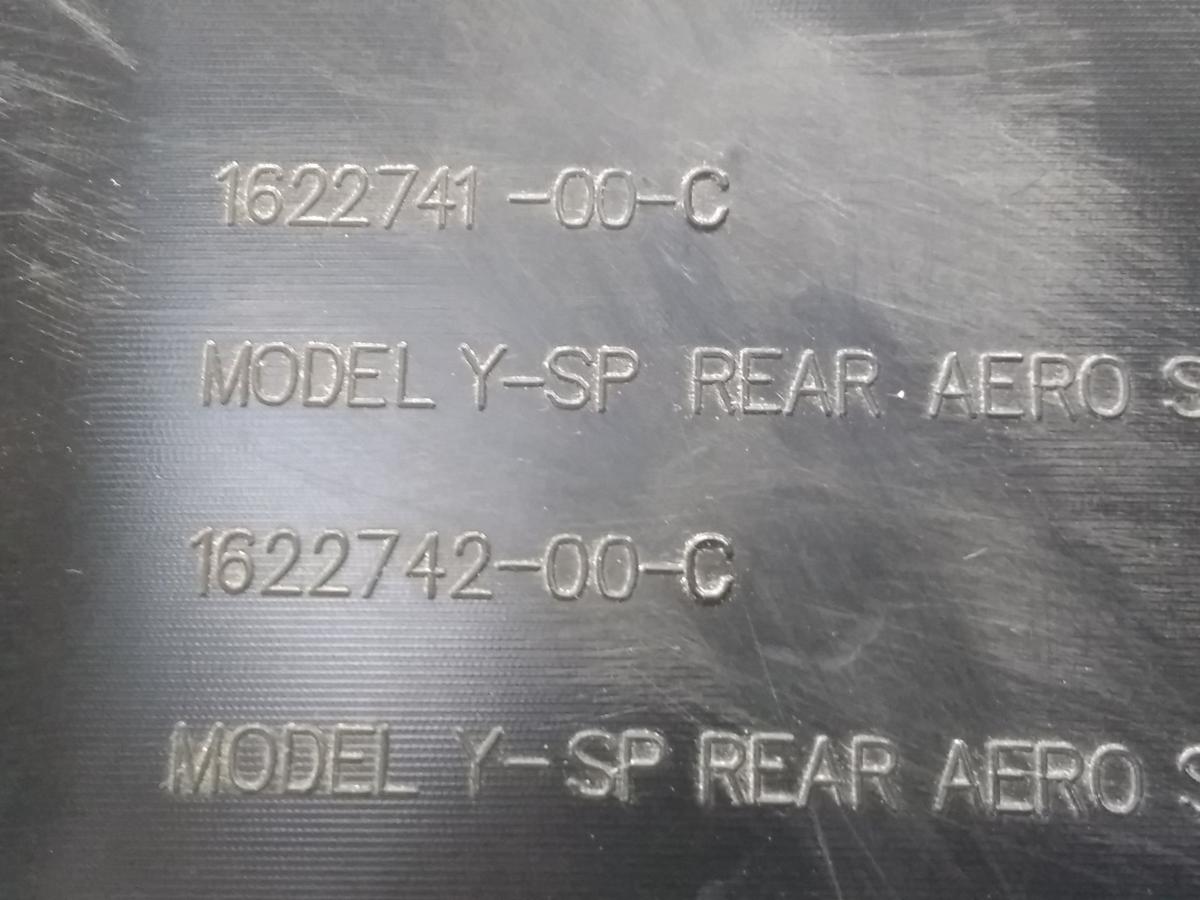 1622741-00-C
MODEL Y-SP REAR AERO S
1622742-00-C
MODEL Y-SP REAR AERO S